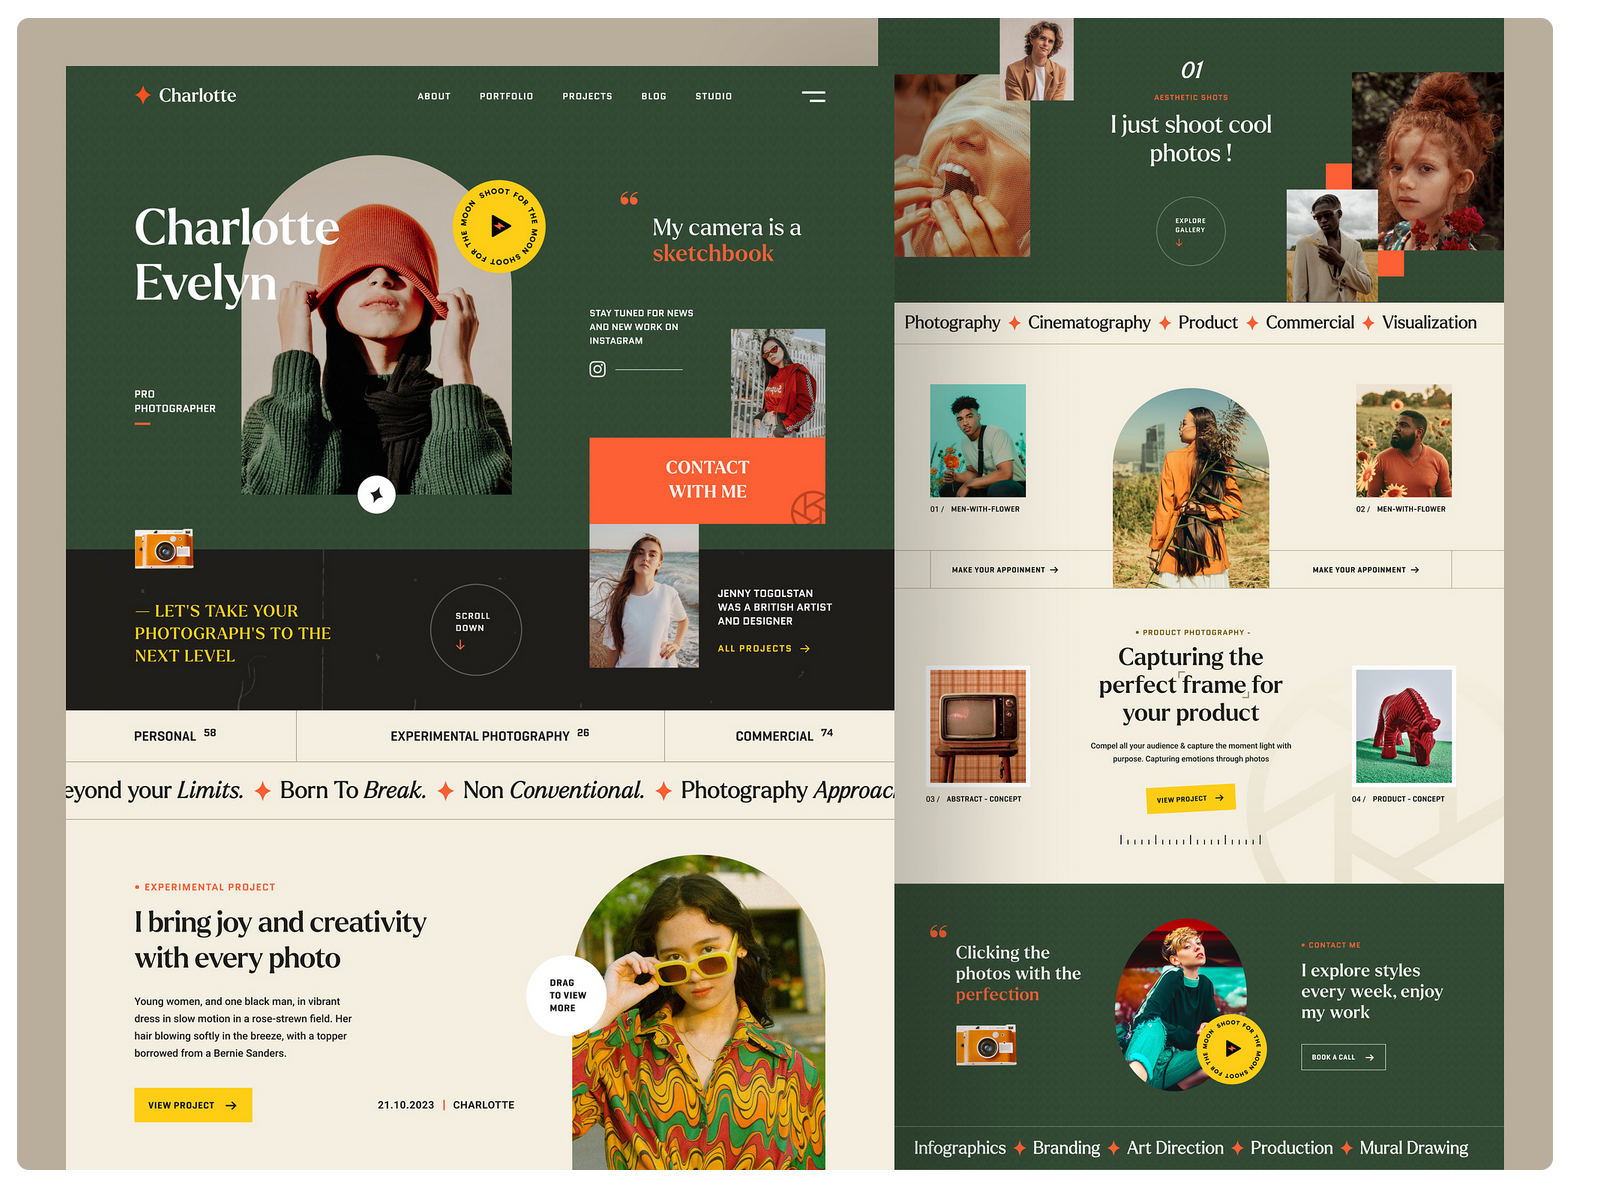 Charlotte
ABOUT
PORTFOLIO
PROJECTS
BLOG
STUDIO
Charlotte
Evelyn
SHOOT FOR THE MOON SHOOT FOR THE MOON
PRO
PHOTOGRAPHER
“
My camera is a
sketchbook
STAY TUNED FOR NEWS
AND NEW WORK ON
INSTAGRAM
CONTACT
WITH ME
— LET'S TAKE YOUR
PHOTOGRAPH'S TO THE
NEXT LEVEL
SCROLL
DOWN
JENNY TOGOLSTAN
WAS A BRITISH ARTIST
AND DESIGNER
ALL PROJECTS →
PERSONAL 58
EXPERIMENTAL PHOTOGRAPHY 26
COMMERCIAL 74
eyond your Limits. ✦ Born To Break. ✦ Non Conventional. ✦ Photography Approac
• EXPERIMENTAL PROJECT
I bring joy and creativity
with every photo
Young women, and one black man, in vibrant
dress in slow motion in a rose-strewn field. Her
hair blowing softly in the breeze, with a topper
borrowed from a Bernie Sanders.
VIEW PROJECT →
21.10.2023 | CHARLOTTE
DRAG
TO VIEW
MORE
01
AESTHETIC SHOTS
I just shoot cool
photos !
EXPLORE
GALLERY
Photography ✦ Cinematography ✦ Product ✦ Commercial ✦ Visualization
01 / MEN-WITH-FLOWER
02 / MEN-WITH-FLOWER
MAKE YOUR APPOINMENT →
MAKE YOUR APPOINMENT →
• PRODUCT PHOTOGRAPHY -
Capturing the
perfect frame for
your product
Compel all your audience & capture the moment light with
purpose. Capturing emotions through photos
VIEW PROJECT →
03 / ABSTRACT - CONCEPT
04 / PRODUCT - CONCEPT
“
Clicking the
photos with the
perfection
SHOOT FOR THE MOON SHOOT FOR THE MOON
• CONTACT ME
I explore styles
every week, enjoy
my work
BOOK A CALL →
Infographics ✦ Branding ✦ Art Direction ✦ Production ✦ Mural Drawing